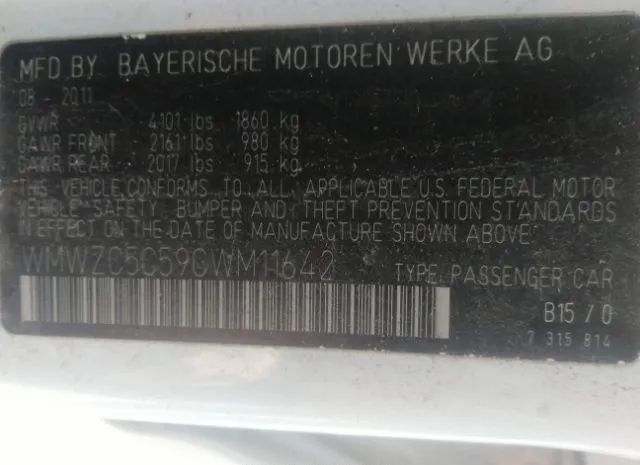 MFD BY BAYERISCHE MOTOREN WERKE AG
08 2011
GVWR 4101 lbs 1860 kg
GAWR FRONT 2161 lbs 980 kg
GAWR REAR 2017 lbs 915 kg
THIS VEHICLE CONFORMS TO ALL APPLICABLE U.S. FEDERAL MOTOR
VEHICLE SAFETY, BUMPER AND THEFT PREVENTION STANDARDS
IN EFFECT ON THE DATE OF MANUFACTURE SHOWN ABOVE.
WMWZC5C59CWM11642 TYPE PASSENGER CAR
B15 / 0
7 315 814